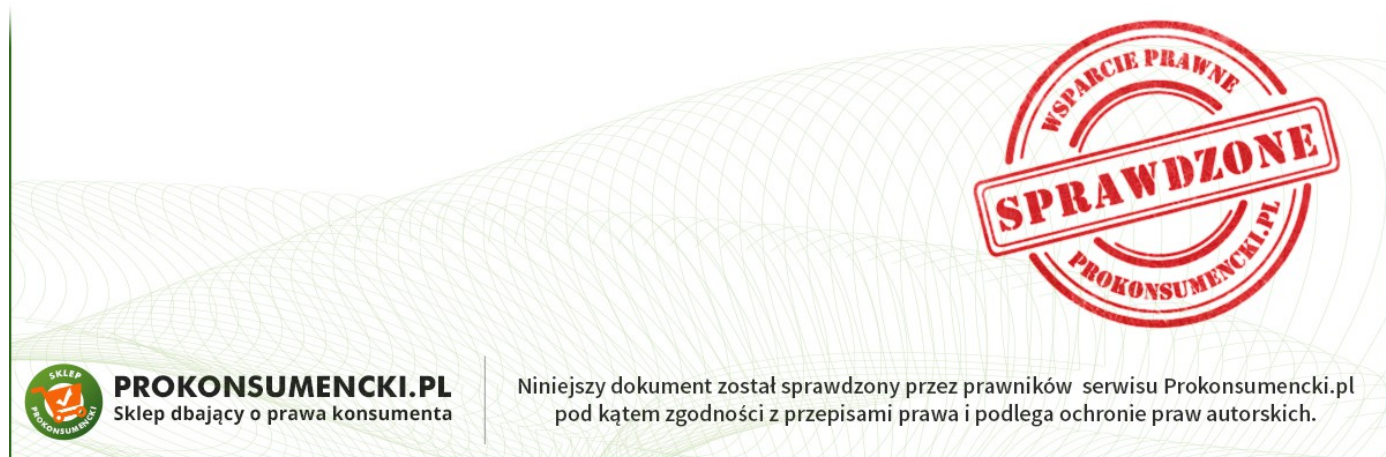 WSPARCIE PRAWNE
SPRAWDZONE
PROKONSUMENCKI.PL
SKLEP
PROKONSUMENCKI
PROKONSUMENCKI.PL
Sklep dbający o prawa konsumenta
Niniejszy dokument został sprawdzony przez prawników serwisu Prokonsumencki.pl
pod kątem zgodności z przepisami prawa i podlega ochronie praw autorskich.